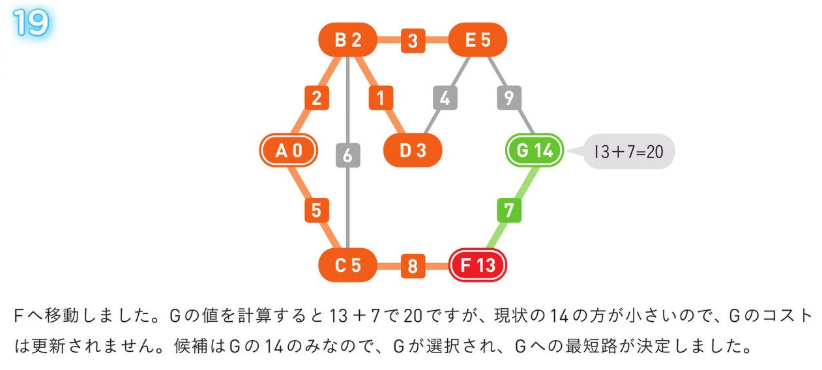 19
B 2
3
E 5
2
1
4
9
A 0
6
D 3
G 14
13+7=20
5
7
C 5
8
F 13
Fへ移動しました。Gの値を計算すると13+7で20ですが、現状の14の方が小さいので、Gのコスト
は更新されません。候補はGの14のみなので、Gが選択され、Gへの最短路が決定しました。